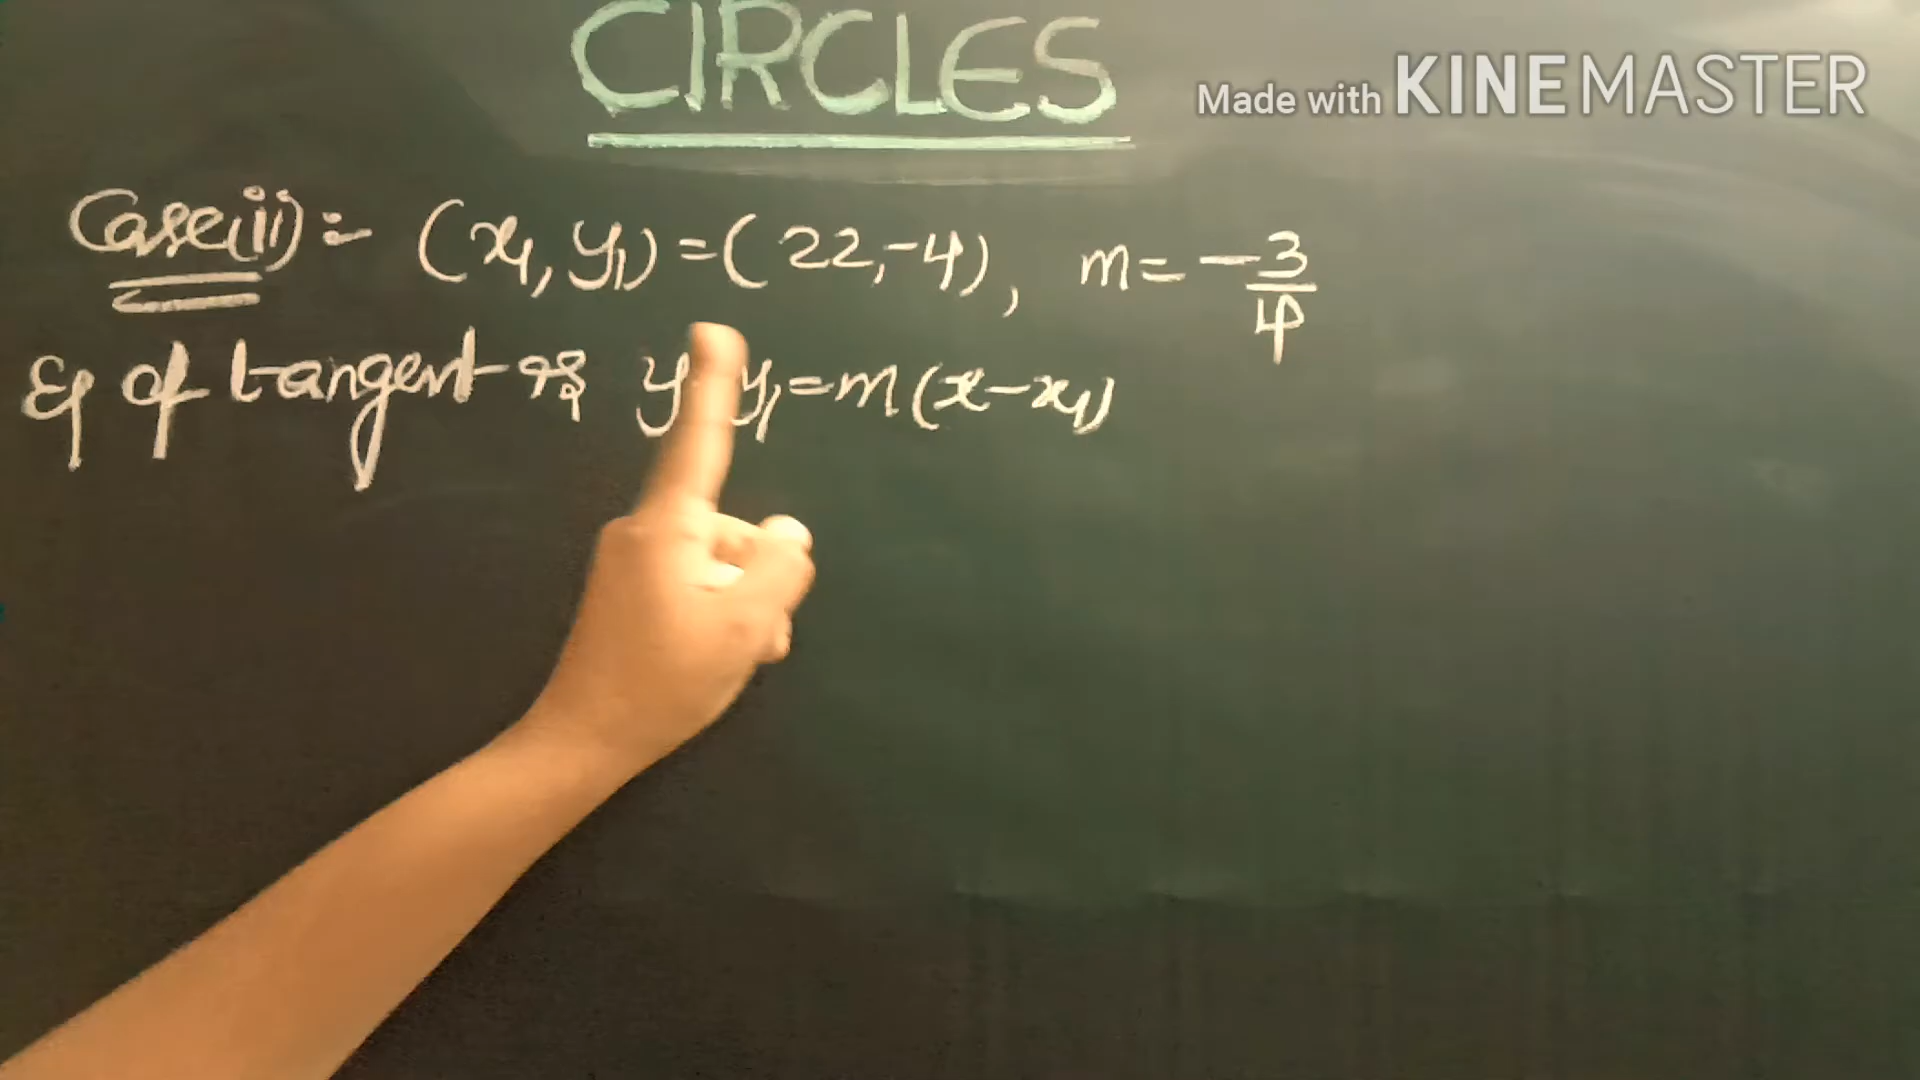 CIRCLES
Made with KINEMASTER
Case(ii):- (x₁, y₁) = (22, -4), m = -3/4
Eq of tangent is y y₁ = m(x-x₁)